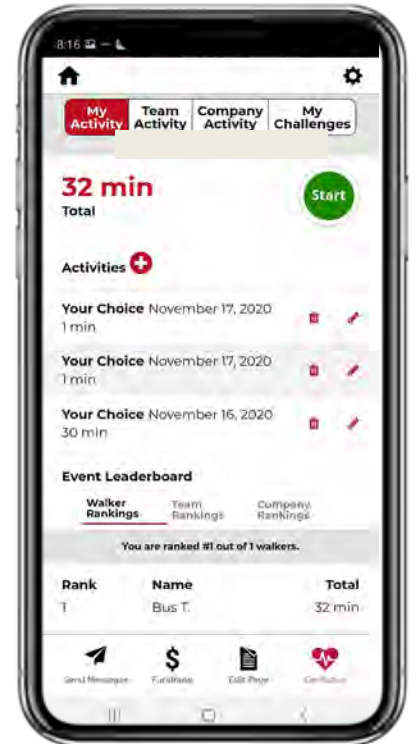 8:16
My Activity
Team Activity
Company Activity
My Challenges
32 min
Total
Start
Activities
Your Choice November 17, 2020
1 min
Your Choice November 17, 2020
1 min
Your Choice November 16, 2020
30 min
Event Leaderboard
Walker Rankings
Team Rankings
Company Rankings
You are ranked #1 out of 1 walkers.
Rank Name Total
1 Bus T. 32 min
Send Messages
Fundraise
Edit Page